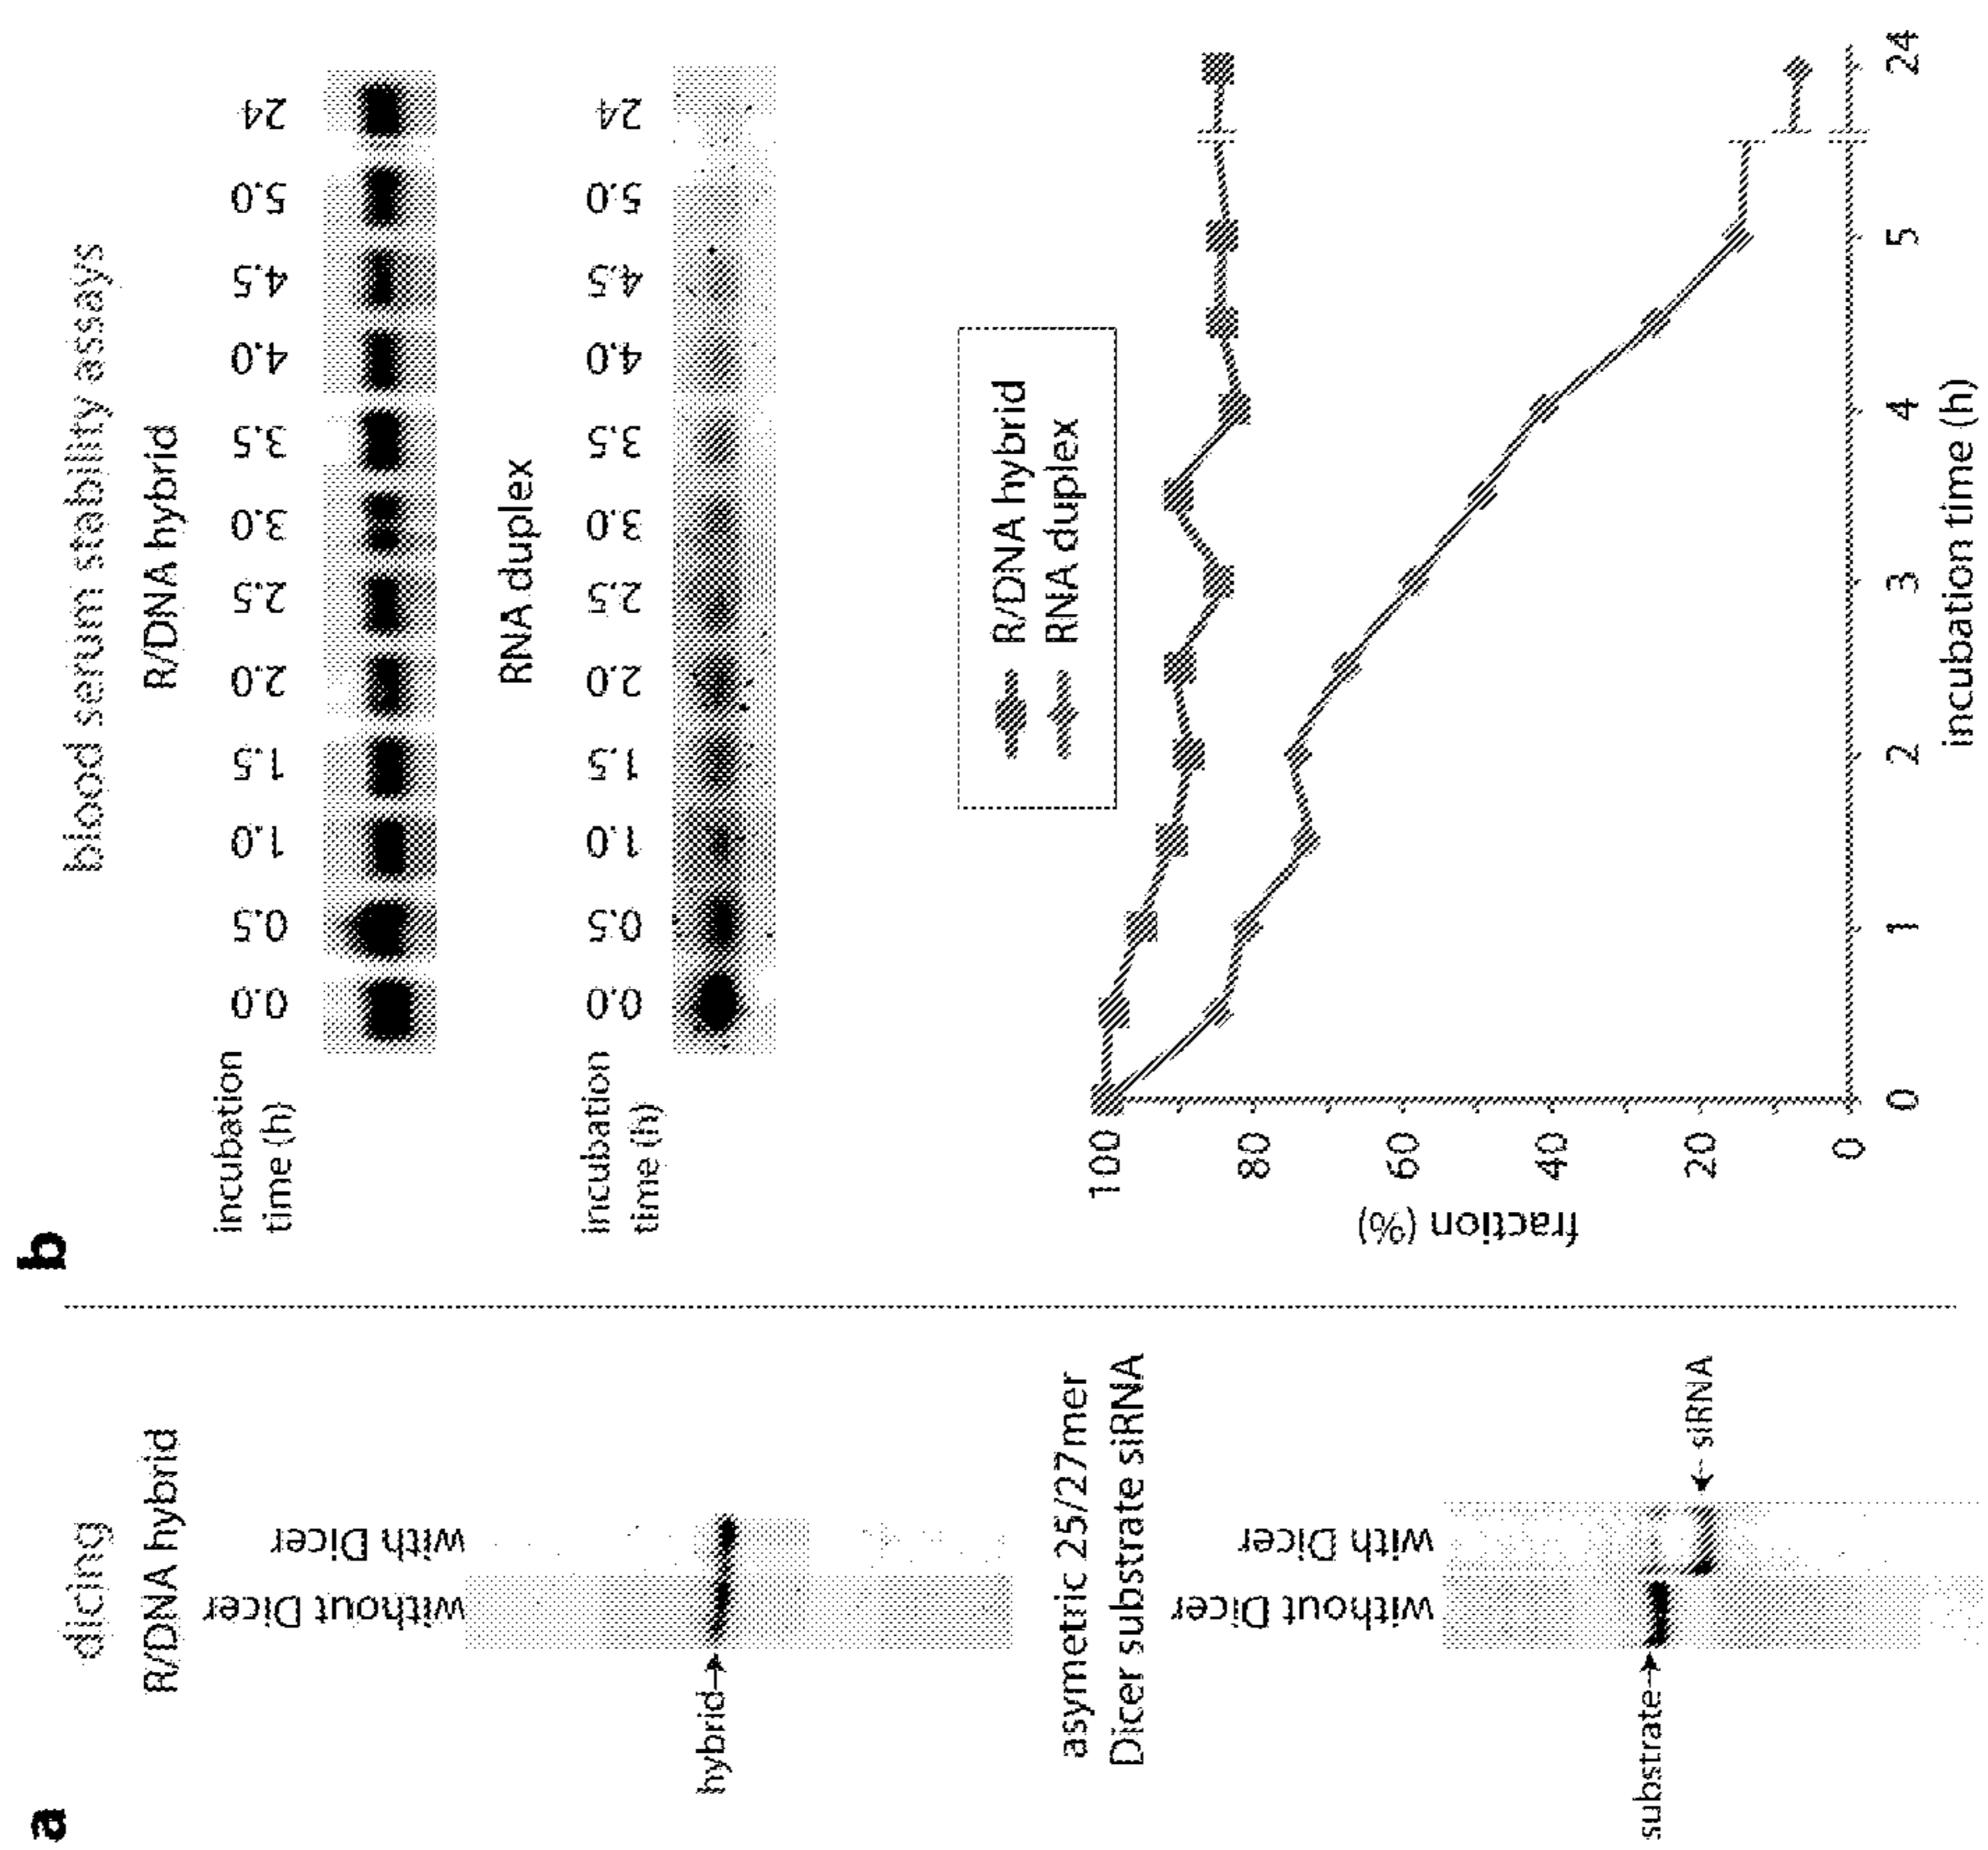 a
dicing
R/DNA hybrid
without Dicer
with Dicer
hybrid
asymetric 25/27mer
Dicer substrate siRNA
without Dicer
with Dicer
substrate
siRNA
b
blood serum stability assays
R/DNA hybrid
incubation
time (h)
0.0 0.5 1.0 1.5 2.0 2.5 3.0 3.5 4.0 4.5 5.0 24
RNA duplex
incubation
time (h)
0.0 0.5 1.0 1.5 2.0 2.5 3.0 3.5 4.0 4.5 5.0 24
R/DNA hybrid
RNA duplex
fraction (%)
100
80
60
40
20
0
0 1 2 3 4 5 24
incubation time (h)